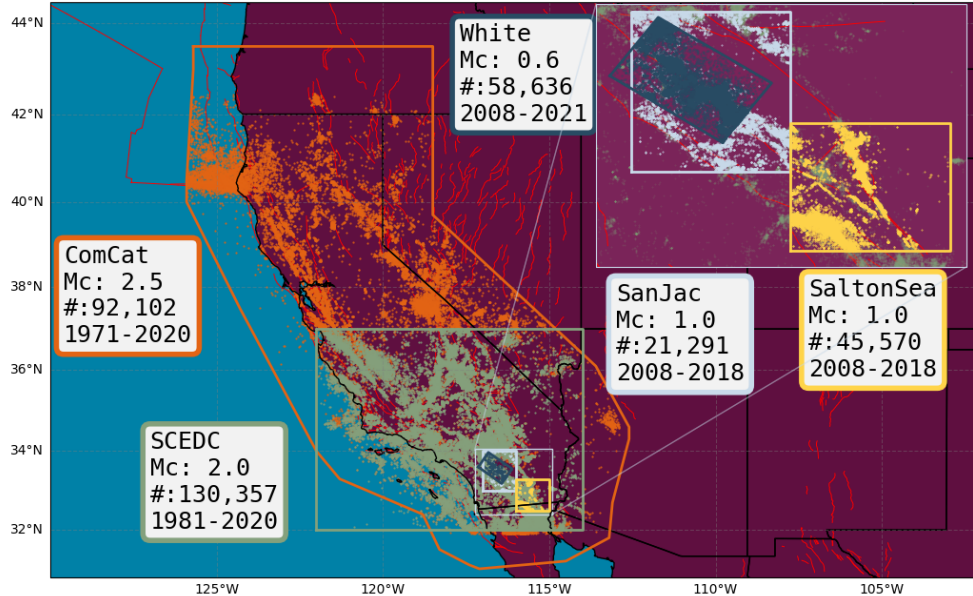 44°N
42°N
40°N
38°N
36°N
34°N
32°N
White
Mc: 0.6
#:58,636
2008-2021
ComCat
Mc: 2.5
#:92,102
1971-2020
SanJac
Mc: 1.0
#:21,291
2008-2018
SaltonSea
Mc: 1.0
#:45,570
2008-2018
SCEDC
Mc: 2.0
#:130,357
1981-2020
125°W
120°W
115°W
110°W
105°W